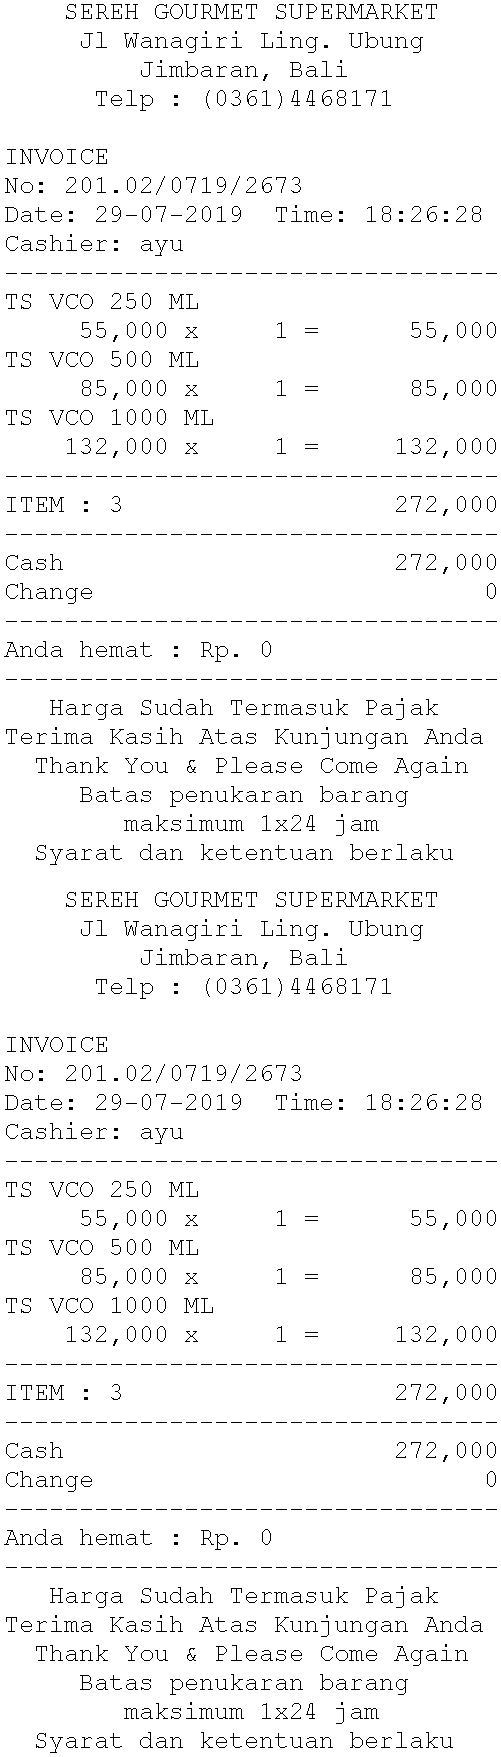 SEREH GOURMET SUPERMARKET
Jl Wanagiri Ling. Ubung
Jimbaran, Bali
Telp : (0361)4468171
INVOICE
No: 201.02/0719/2673
Date: 29-07-2019  Time: 18:26:28
Cashier: ayu
---------------------------------
TS VCO 250 ML
55,000 x     1 =      55,000
TS VCO 500 ML
85,000 x     1 =      85,000
TS VCO 1000 ML
132,000 x     1 =     132,000
---------------------------------
ITEM : 3                  272,000
---------------------------------
Cash                      272,000
Change                          0
---------------------------------
Anda hemat : Rp. 0
---------------------------------
Harga Sudah Termasuk Pajak
Terima Kasih Atas Kunjungan Anda
Thank You & Please Come Again
Batas penukaran barang
maksimum 1x24 jam
Syarat dan ketentuan berlaku
SEREH GOURMET SUPERMARKET
Jl Wanagiri Ling. Ubung
Jimbaran, Bali
Telp : (0361)4468171
INVOICE
No: 201.02/0719/2673
Date: 29-07-2019  Time: 18:26:28
Cashier: ayu
---------------------------------
TS VCO 250 ML
55,000 x     1 =      55,000
TS VCO 500 ML
85,000 x     1 =      85,000
TS VCO 1000 ML
132,000 x     1 =     132,000
---------------------------------
ITEM : 3                  272,000
---------------------------------
Cash                      272,000
Change                          0
---------------------------------
Anda hemat : Rp. 0
---------------------------------
Harga Sudah Termasuk Pajak
Terima Kasih Atas Kunjungan Anda
Thank You & Please Come Again
Batas penukaran barang
maksimum 1x24 jam
Syarat dan ketentuan berlaku